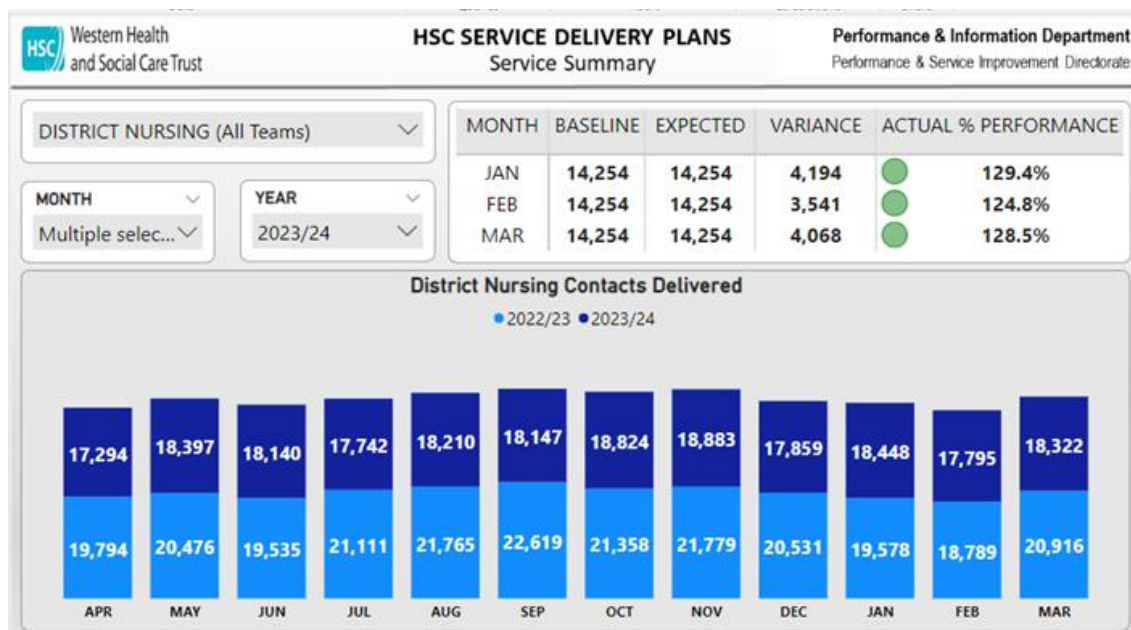 HSC
Western Health
and Social Care Trust
HSC SERVICE DELIVERY PLANS
Service Summary
Performance & Information Department
Performance & Service Improvement Directorate
DISTRICT NURSING (All Teams)
MONTH
Multiple selec...
YEAR
2023/24
MONTH BASELINE EXPECTED VARIANCE ACTUAL % PERFORMANCE
JAN 14,254 14,254 4,194 129.4%
FEB 14,254 14,254 3,541 124.8%
MAR 14,254 14,254 4,068 128.5%
District Nursing Contacts Delivered
2022/23 2023/24
17,294 18,397 18,140 17,742 18,210 18,147 18,824 18,883 17,859 18,448 17,795 18,322
19,794 20,476 19,535 21,111 21,765 22,619 21,358 21,779 20,531 19,578 18,789 20,916
APR MAY JUN JUL AUG SEP OCT NOV DEC JAN FEB MAR